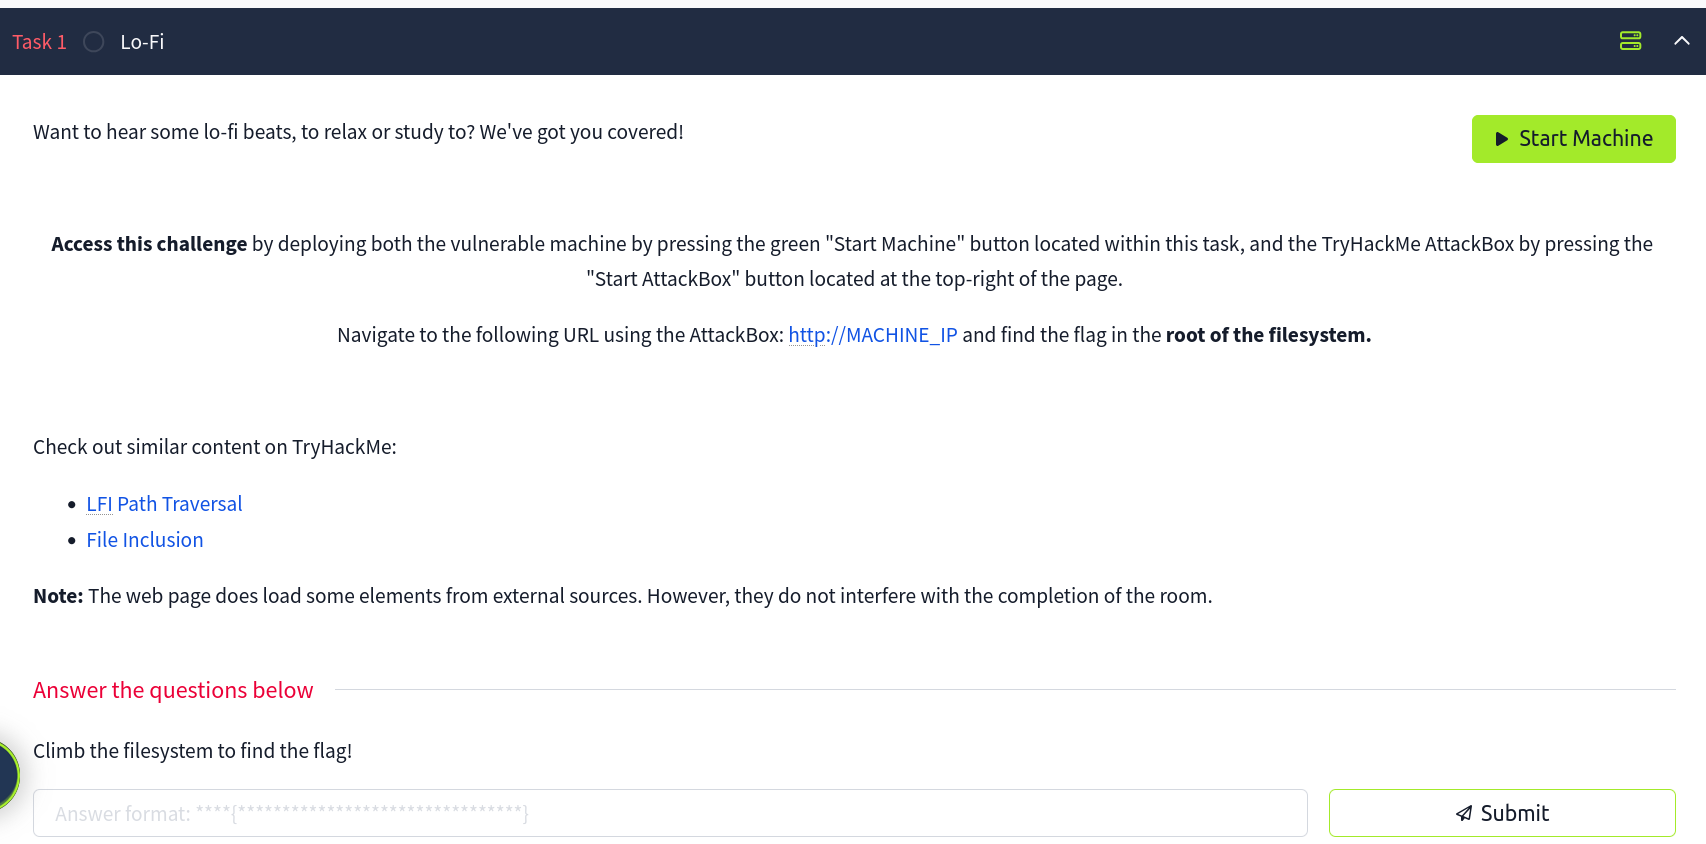 Task 1 Lo-Fi
Want to hear some lo-fi beats, to relax or study to? We've got you covered!
Start Machine
Access this challenge by deploying both the vulnerable machine by pressing the green "Start Machine" button located within this task, and the TryHackMe AttackBox by pressing the
"Start AttackBox" button located at the top-right of the page.
Navigate to the following URL using the AttackBox: http://MACHINE_IP and find the flag in the root of the filesystem.
Check out similar content on TryHackMe:
• LFI Path Traversal
• File Inclusion
Note: The web page does load some elements from external sources. However, they do not interfere with the completion of the room.
Answer the questions below
Climb the filesystem to find the flag!
Answer format: ****{********************************}
Submit